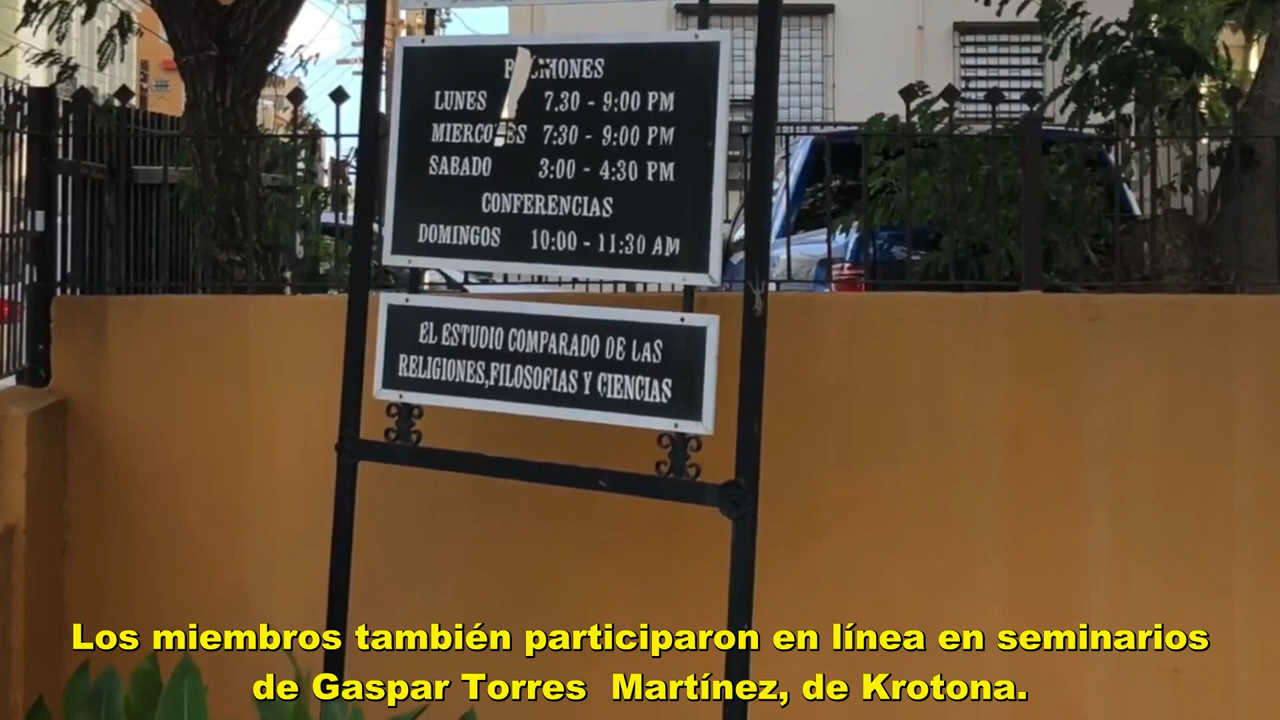 LUNES 7.30 - 9:00 PM
MIERCOLES 7:30 - 9:00 PM
SABADO 3:00 - 4:30 PM
CONFERENCIAS
DOMINGOS 10:00 - 11:30 AM
EL ESTUDIO COMPARADO DE LAS
RELIGIONES, FILOSOFIAS Y CIENCIAS
Los miembros también participaron en línea en seminarios
de Gaspar Torres Martínez, de Krotona.